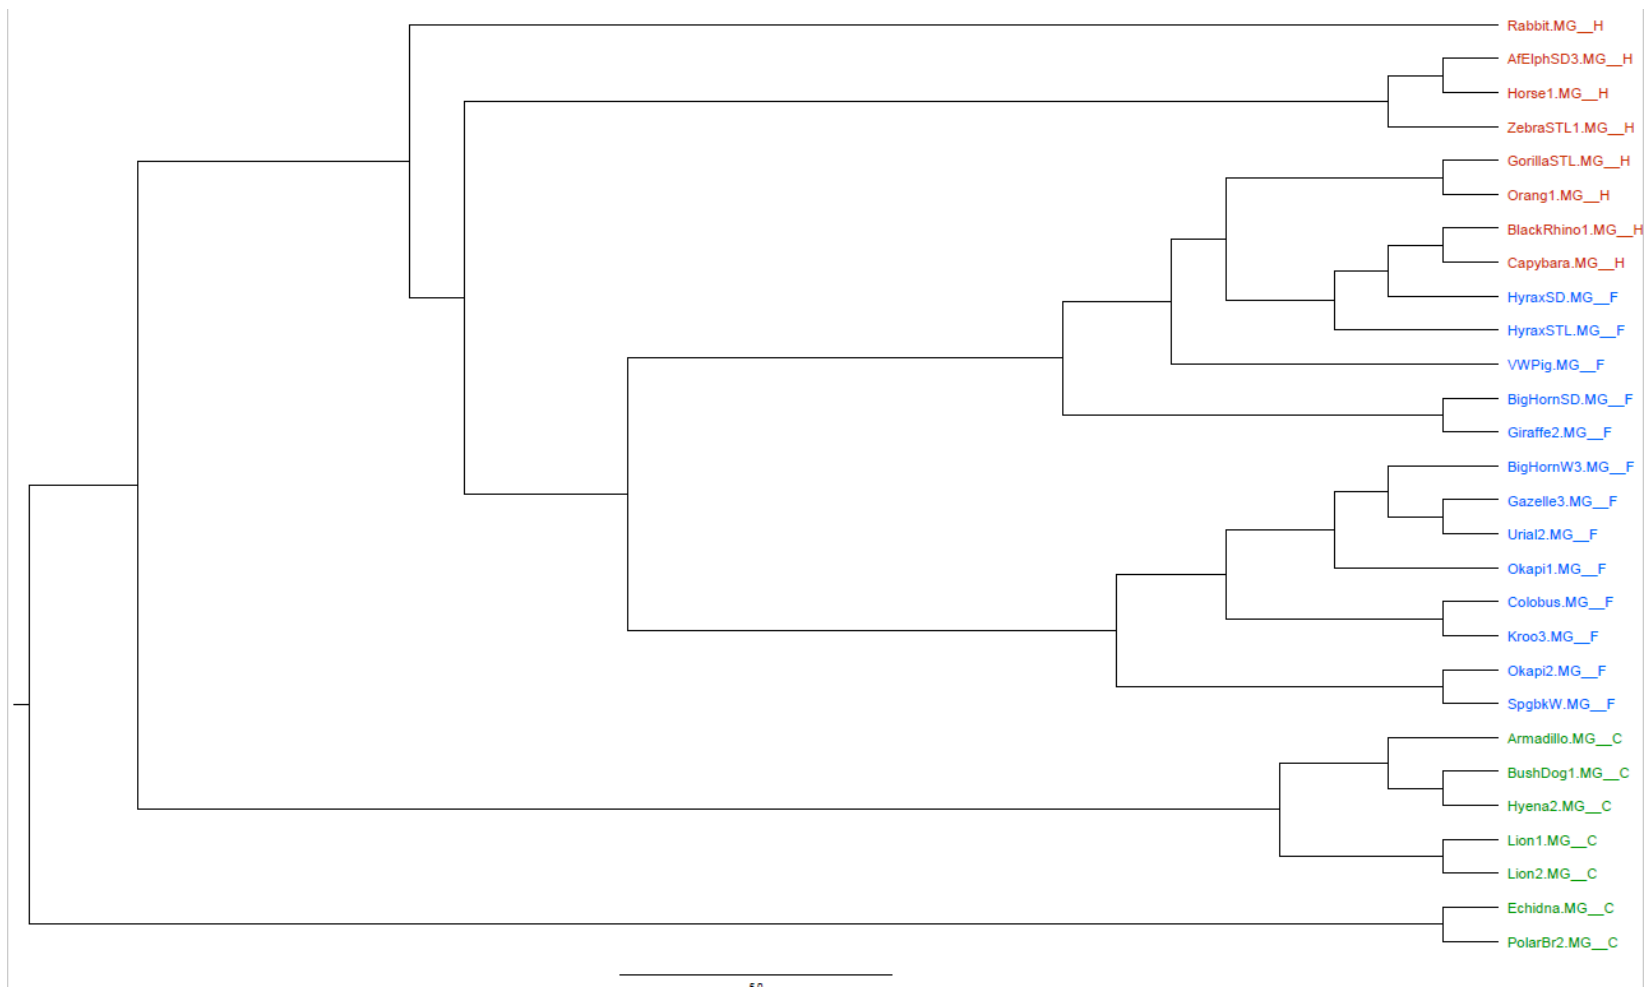 Rabbit.MG__H
AfElphSD3.MG__H
Horse1.MG__H
ZebraSTL1.MG__H
GorillaSTL.MG__H
Orang1.MG__H
BlackRhino1.MG__H
Capybara.MG__H
HyraxSD.MG__F
HyraxSTL.MG__F
VWPig.MG__F
BigHornSD.MG__F
Giraffe2.MG__F
BigHornW3.MG__F
Gazelle3.MG__F
Urial2.MG__F
Okapi1.MG__F
Colobus.MG__F
Kroo3.MG__F
Okapi2.MG__F
SpgbkW.MG__F
Armadillo.MG__C
BushDog1.MG__C
Hyena2.MG__C
Lion1.MG__C
Lion2.MG__C
Echidna.MG__C
PolarBr2.MG__C